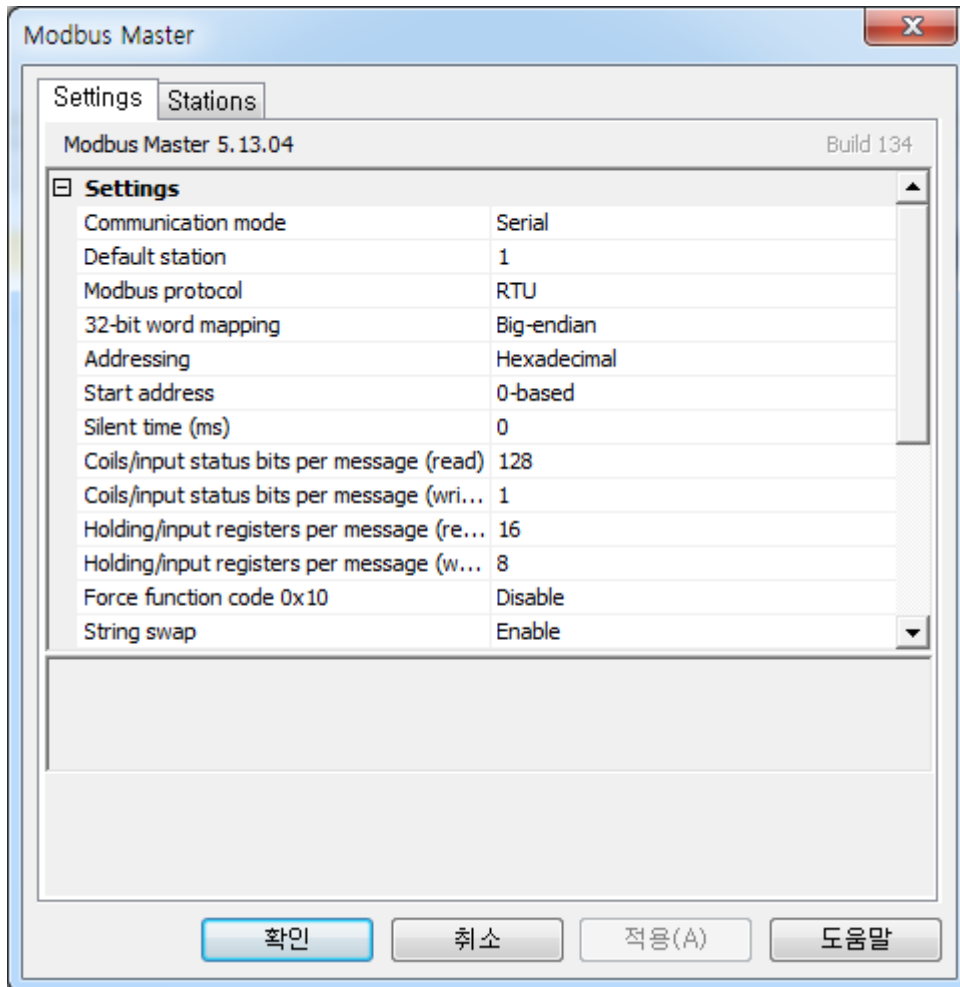 Modbus Master
Settings Stations
Modbus Master 5.13.04 Build 134
Settings
Communication mode Serial
Default station 1
Modbus protocol RTU
32-bit word mapping Big-endian
Addressing Hexadecimal
Start address 0-based
Silent time (ms) 0
Coils/input status bits per message (read) 128
Coils/input status bits per message (wri... 1
Holding/input registers per message (re... 16
Holding/input registers per message (w... 8
Force function code 0x10 Disable
String swap Enable
확인 취소 적용(A) 도움말